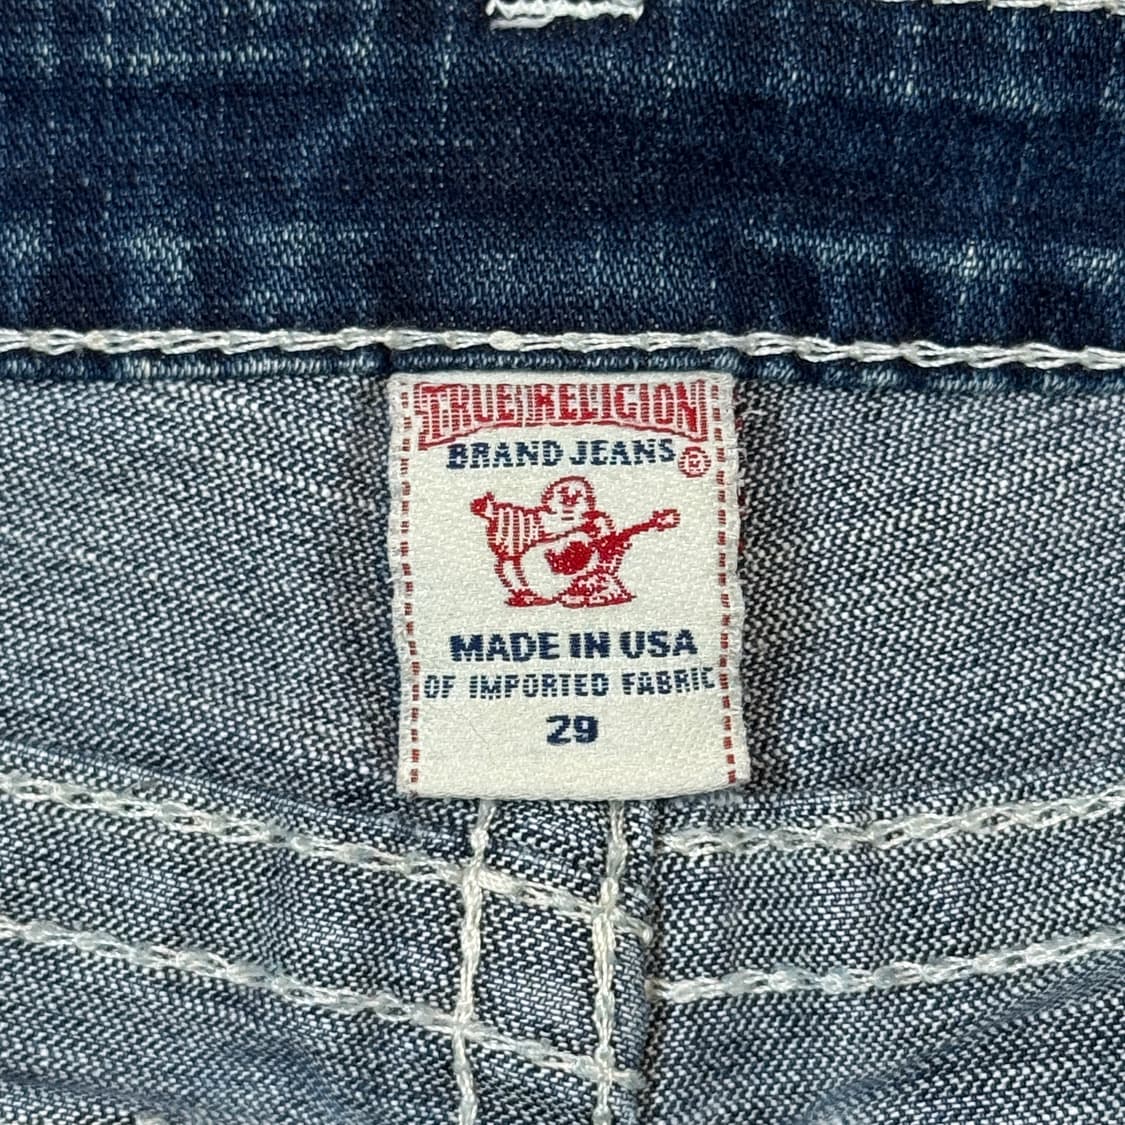 TRUE RELIGION
BRAND JEANS ®
MADE IN USA
OF IMPORTED FABRIC
29